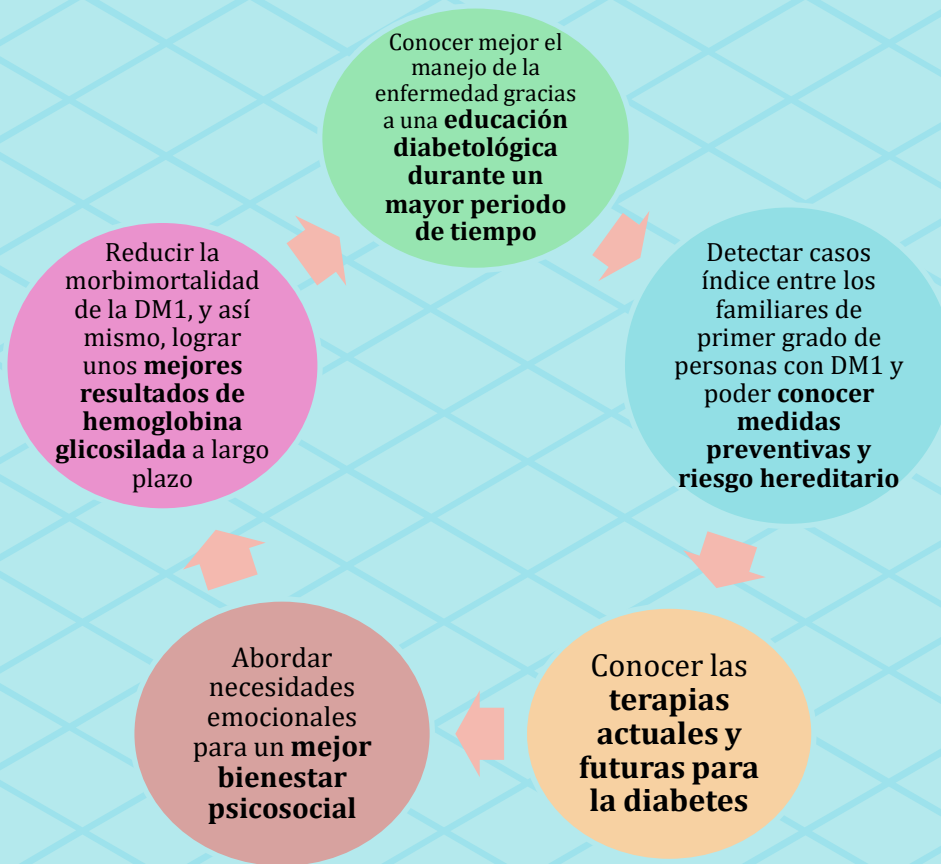 Conocer mejor el
manejo de la
enfermedad gracias
a una educación
diabetológica
durante un
mayor periodo
de tiempo
Detectar casos
índice entre los
familiares de
primer grado de
personas con DM1 y
poder conocer
medidas
preventivas y
riesgo hereditario
Conocer las
terapias
actuales y
futuras para
la diabetes
Abordar
necesidades
emocionales
para un mejor
bienestar
psicosocial
Reducir la
morbimortalidad
de la DM1, y así
mismo, lograr
unos mejores
resultados de
hemoglobina
glicosilada a largo
plazo